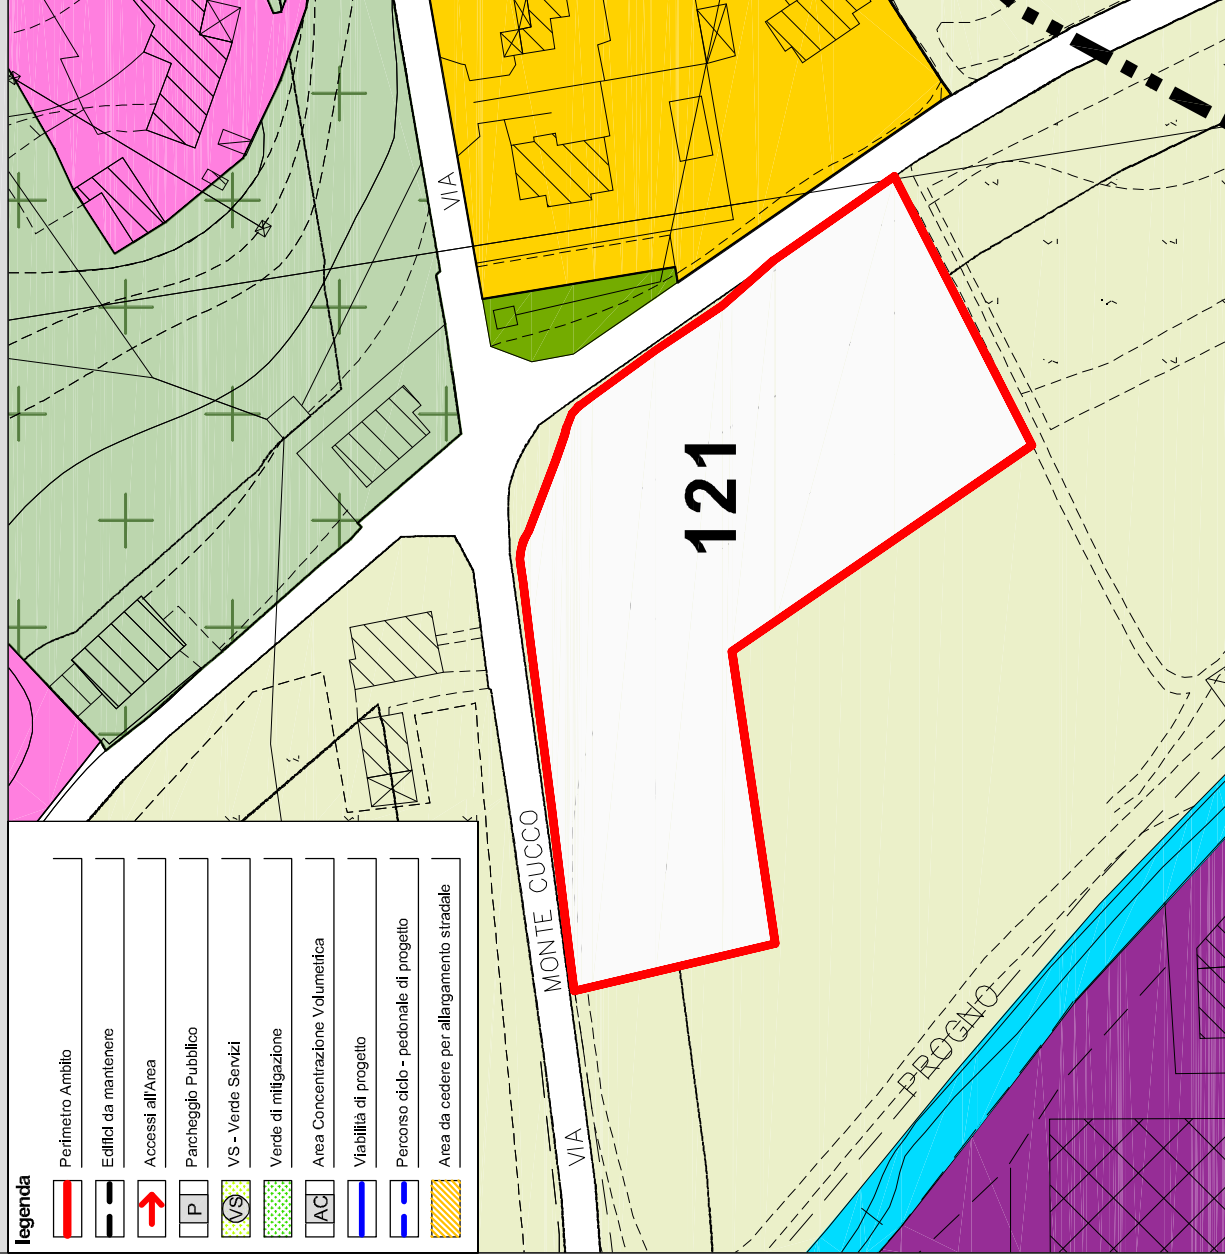 legenda
Perimetro Ambito
Edifici da mantenere
Accessi all'Area
P Parcheggio Pubblico
VS VS - Verde Servizi
Verde di mitigazione
AC Area Concentrazione Volumetrica
Viabilità di progetto
Percorso ciclo - pedonale di progetto
Area da cedere per allargamento stradale
VIA MONTE CUCCO
VIA
121
PROGNO